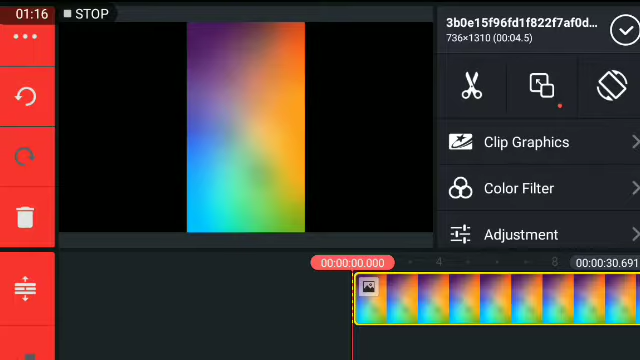 01:16 STOP
3b0e15f96fd1f822f7af0d...
736×1310 (00:04.5)
Clip Graphics
Color Filter
Adjustment
00:00:00.000 4 8 00:00:30.691